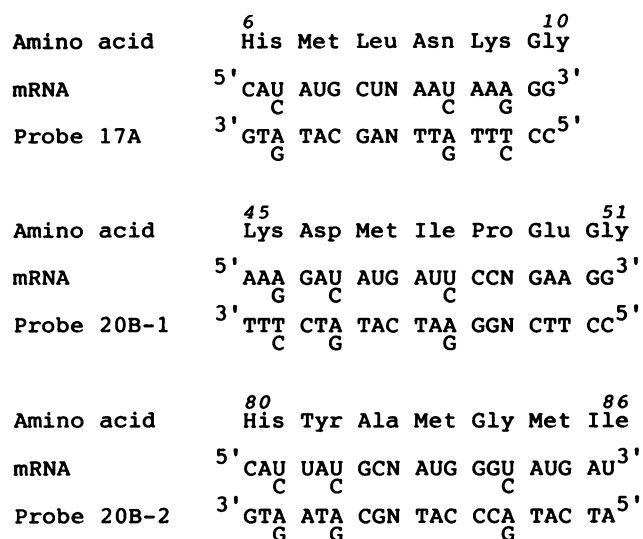 6 10
Amino acid His Met Leu Asn Lys Gly
mRNA 5' CAU AUG CUN AAU AAA GG 3'
C C G
Probe 17A 3' GTA TAC GAN TTA TTT CC 5'
G G C
45 51
Amino acid Lys Asp Met Ile Pro Glu Gly
mRNA 5' AAA GAU AUG AUU CCN GAA GG 3'
G C C
Probe 20B-1 3' TTT CTA TAC TAA GGN CTT CC 5'
C G G
80 86
Amino acid His Tyr Ala Met Gly Met Ile
mRNA 5' CAU UAU GCN AUG GGU AUG AU 3'
C C C
Probe 20B-2 3' GTA ATA CGN TAC CCA TAC TA 5'
G G G